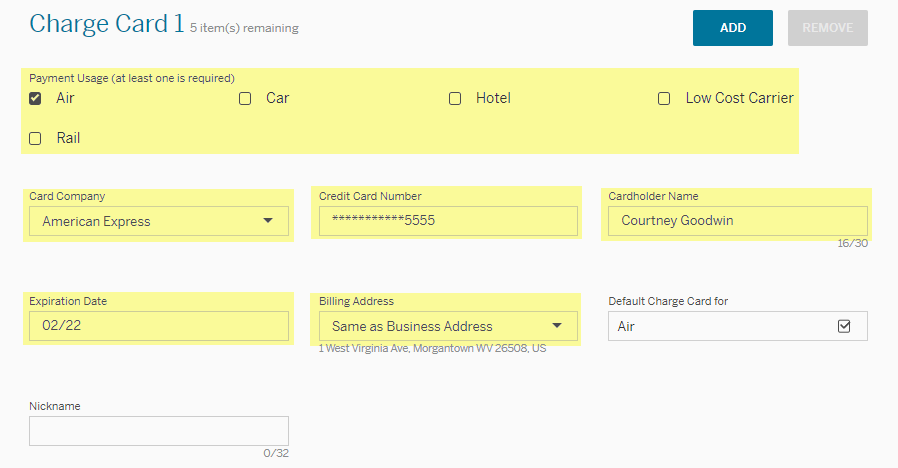 Charge Card 1 5 item(s) remaining ADD REMOVE
Payment Usage (at least one is required)
Air Car Hotel Low Cost Carrier
Rail
Card Company Credit Card Number Cardholder Name
American Express ***********5555 Courtney Goodwin
16/30
Expiration Date Billing Address Default Charge Card for
02/22 Same as Business Address Air
1 West Virginia Ave, Morgantown WV 26508, US
Nickname
0/32